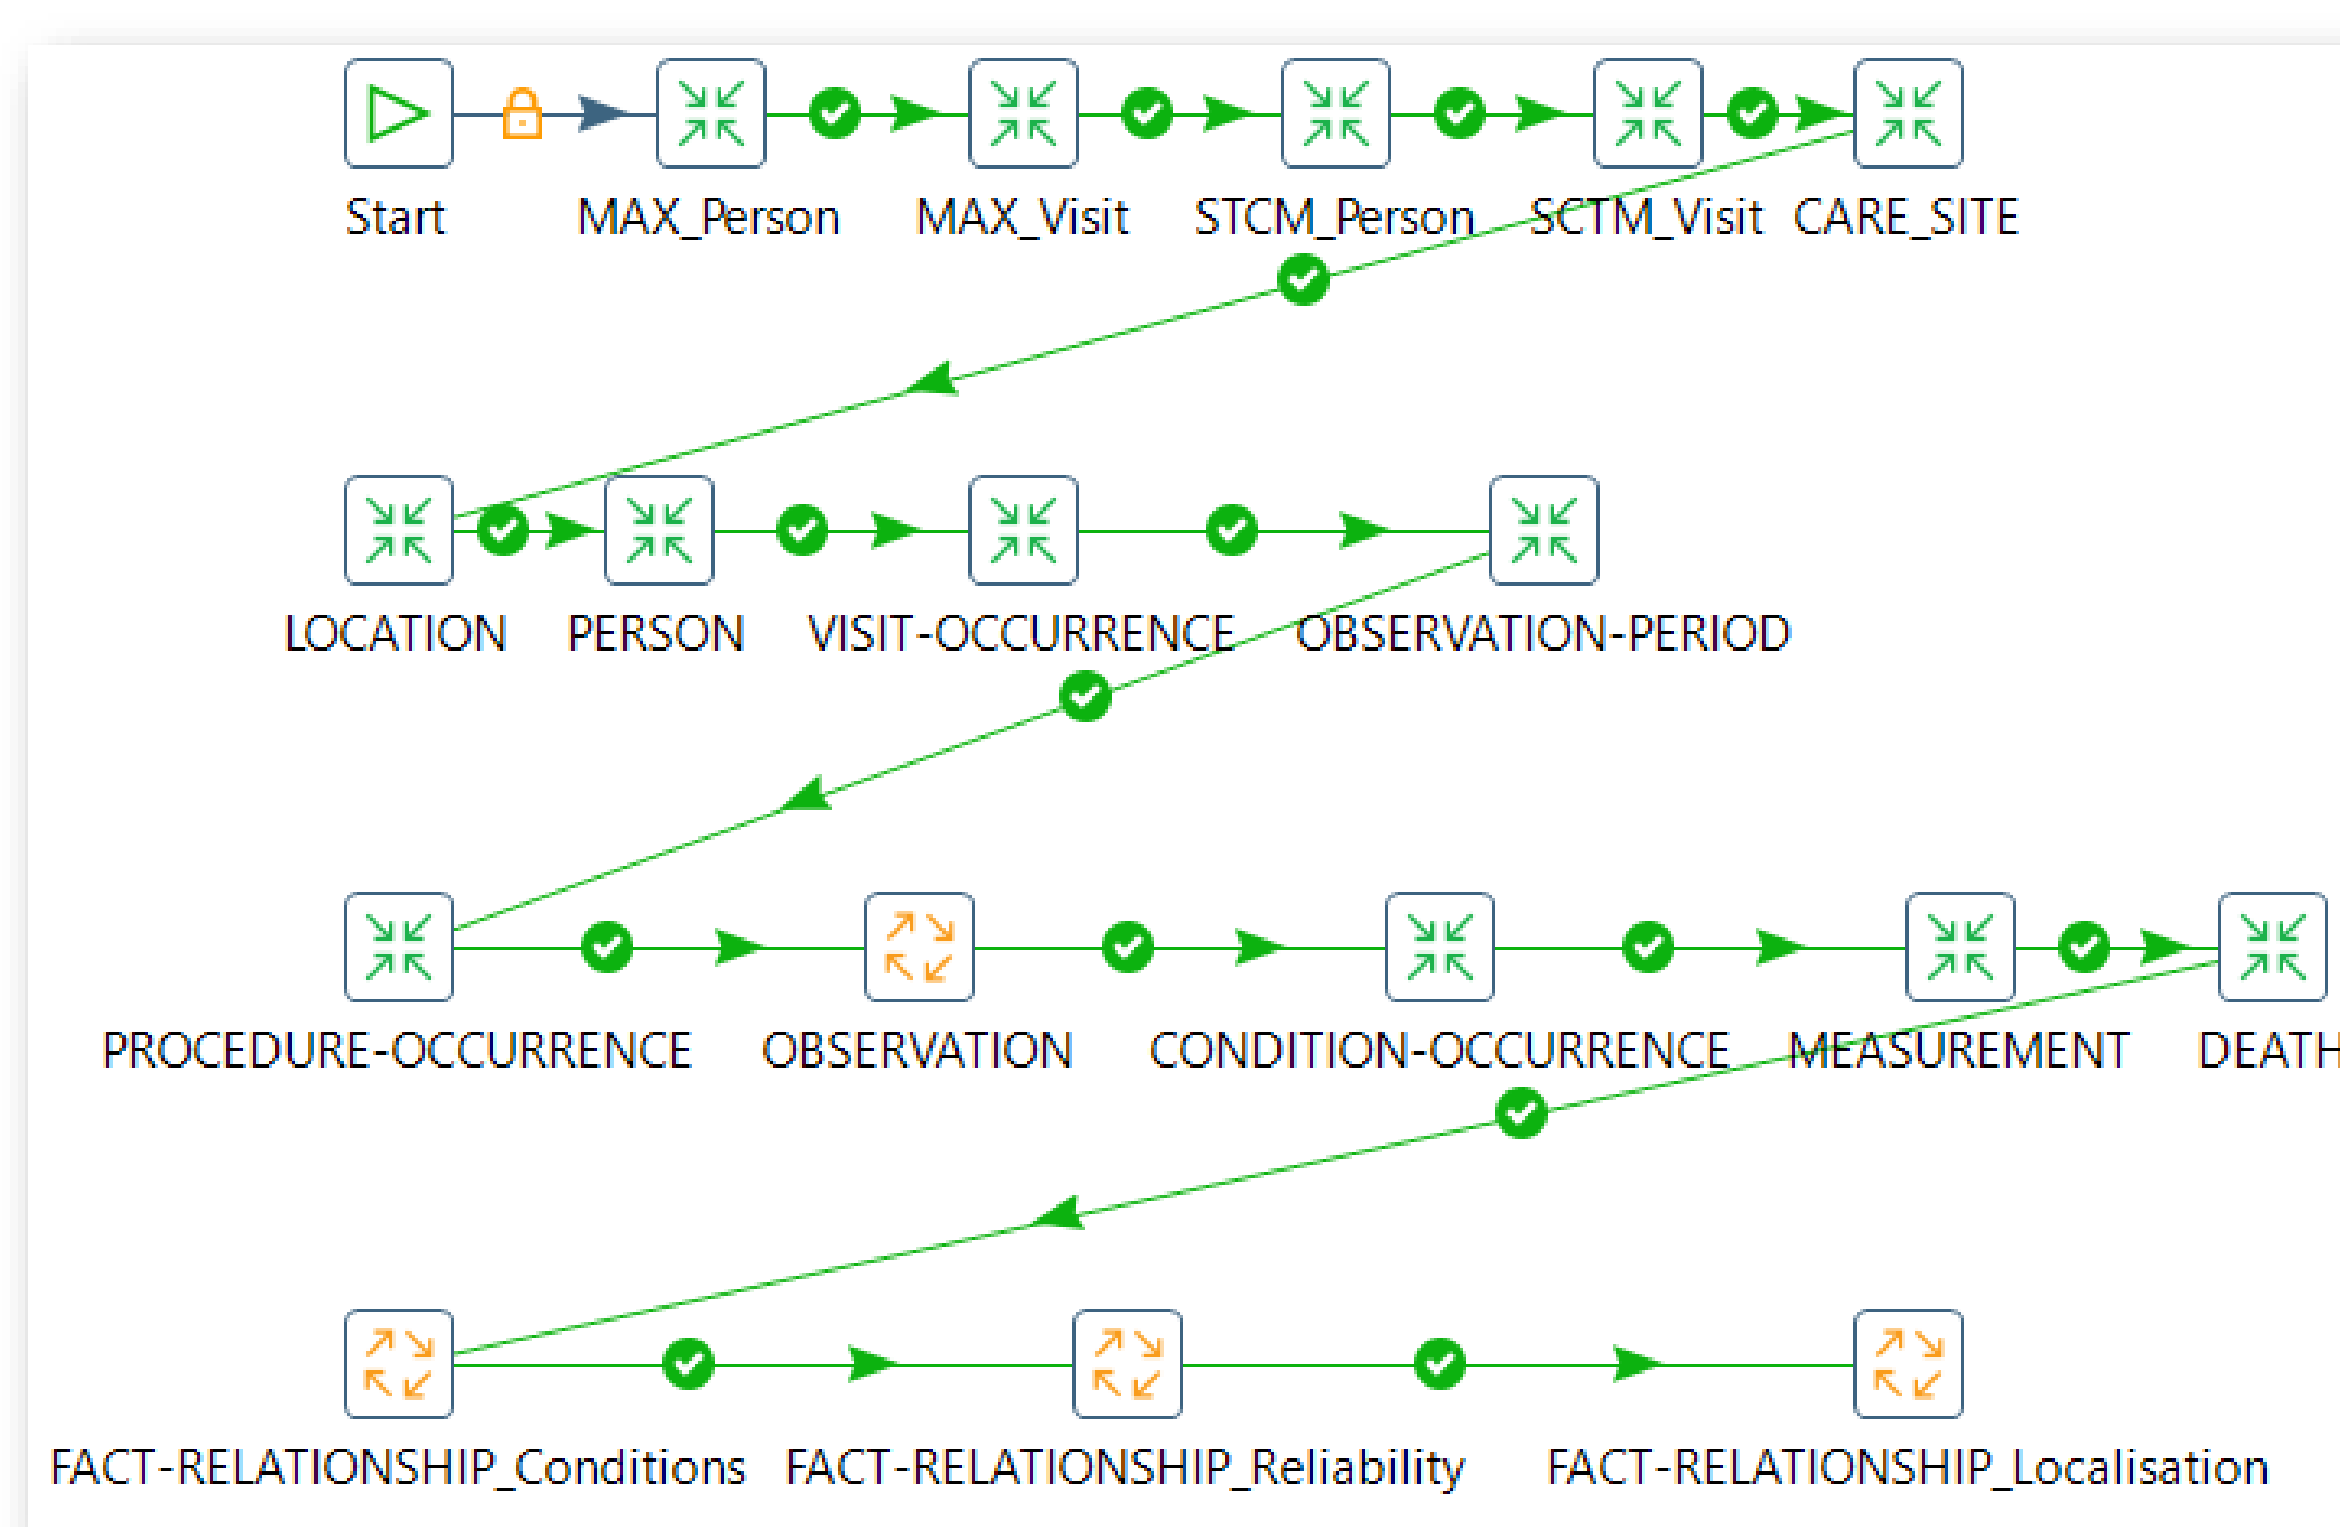 Start MAX_Person MAX_Visit STCM_Person SCTM_Visit CARE_SITE
LOCATION PERSON VISIT-OCCURRENCE OBSERVATION-PERIOD
PROCEDURE-OCCURRENCE OBSERVATION CONDITION-OCCURRENCE MEASUREMENT DEATH
FACT-RELATIONSHIP_Conditions FACT-RELATIONSHIP_Reliability FACT-RELATIONSHIP_Localisation